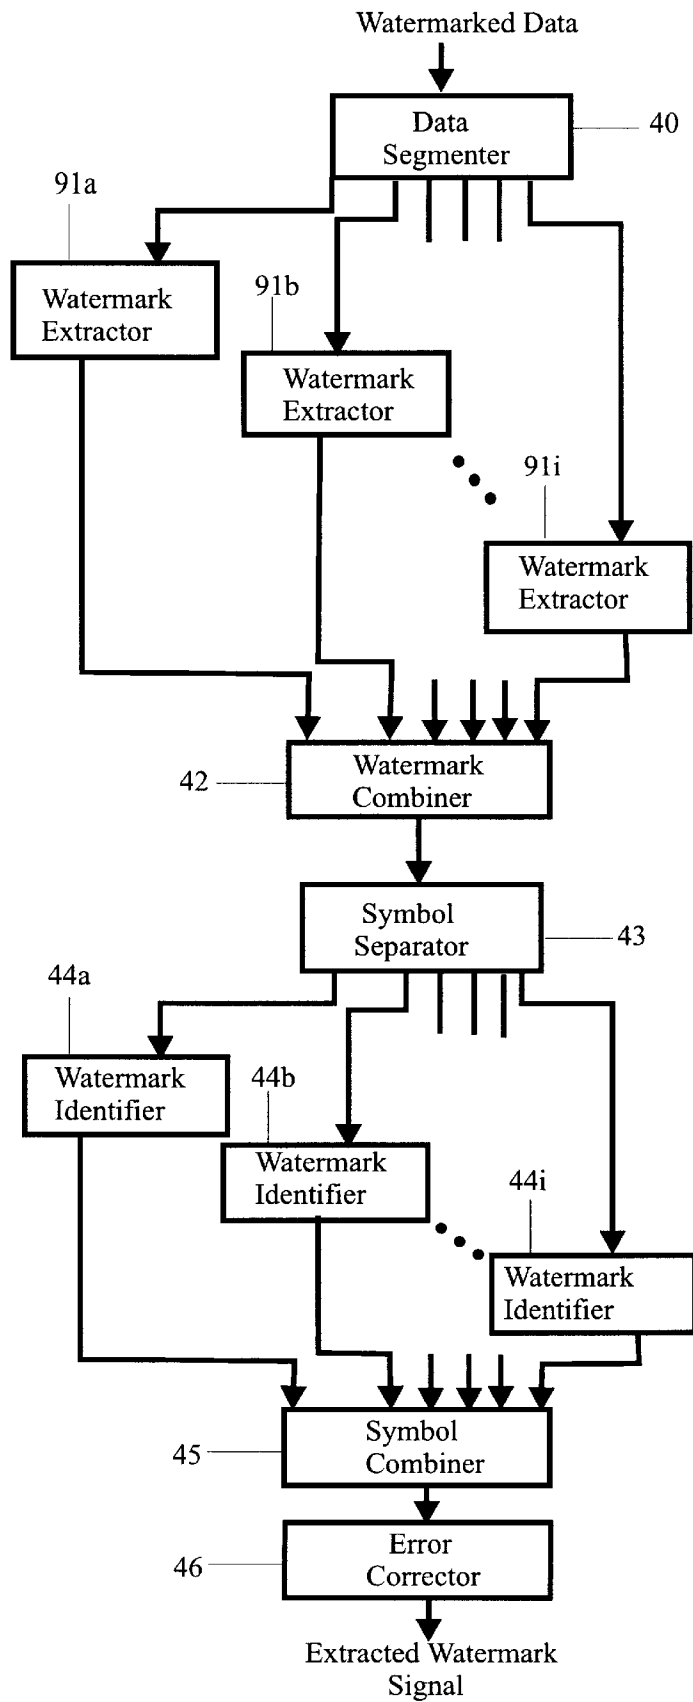 Watermarked Data
Data
Segmenter
40
91a
Watermark
Extractor
91b
Watermark
Extractor
91i
Watermark
Extractor
42
Watermark
Combiner
Symbol
Separator
43
44a
Watermark
Identifier
44b
Watermark
Identifier
44i
Watermark
Identifier
45
Symbol
Combiner
46
Error
Corrector
Extracted Watermark
Signal